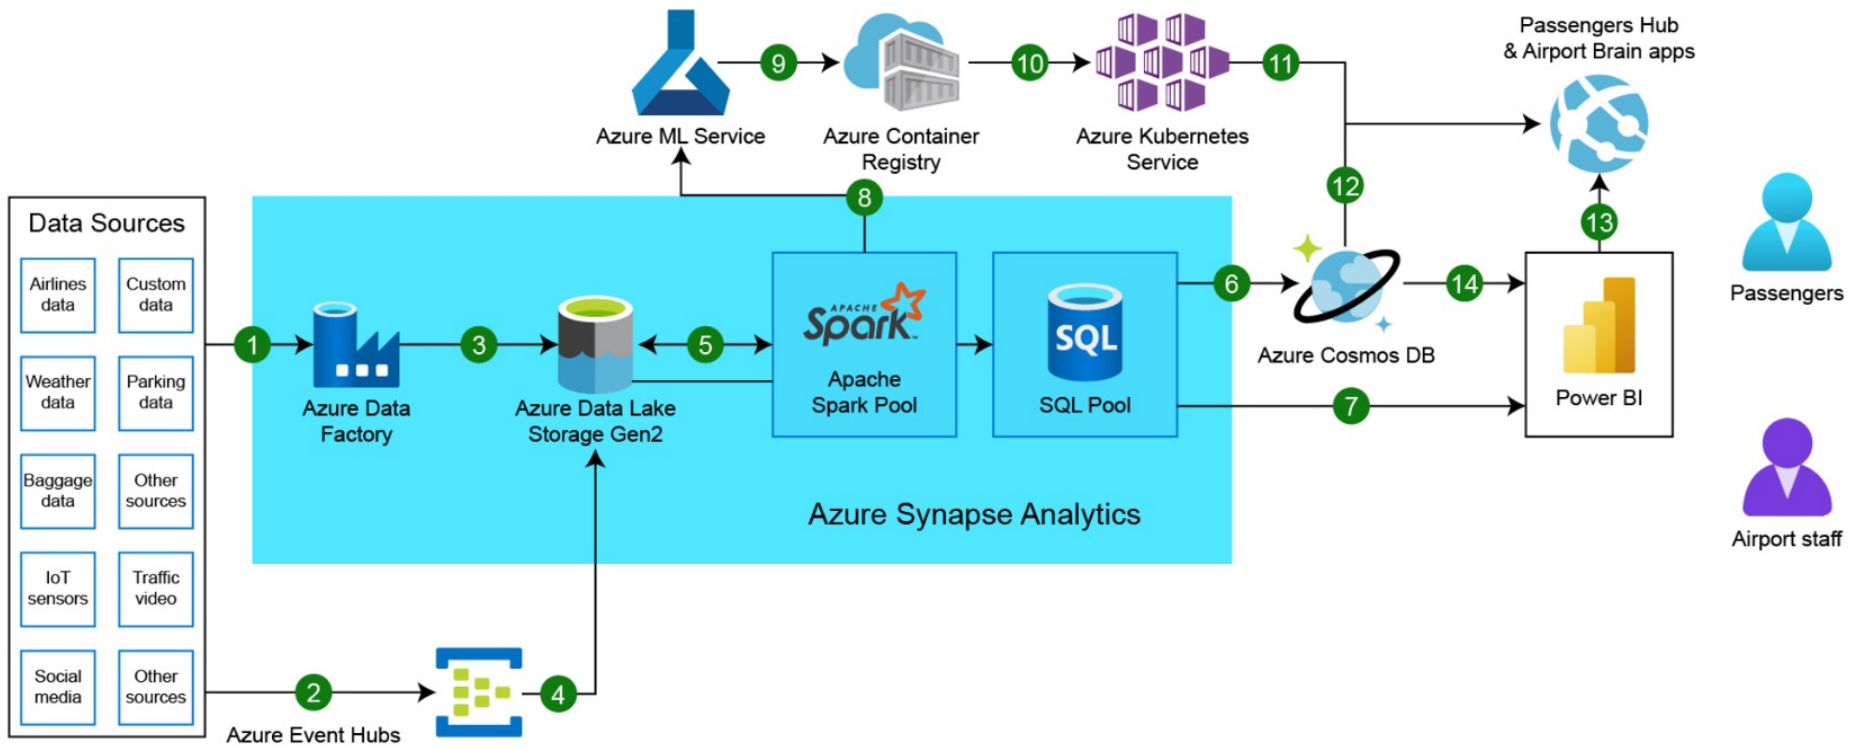 Passengers Hub
& Airport Brain apps
9
10
11
Azure ML Service
Azure Container
Registry
Azure Kubernetes
Service
8
12
13
Data Sources
Airlines
data
Custom
data
Weather
data
Parking
data
Baggage
data
Other
sources
IoT
sensors
Traffic
video
Social
media
Other
sources
1
Azure Data
Factory
3
Azure Data Lake
Storage Gen2
5
APACHE
Spark
Apache
Spark Pool
SQL
SQL Pool
6
Azure Cosmos DB
14
7
Power BI
Passengers
Airport staff
Azure Synapse Analytics
2
4
Azure Event Hubs